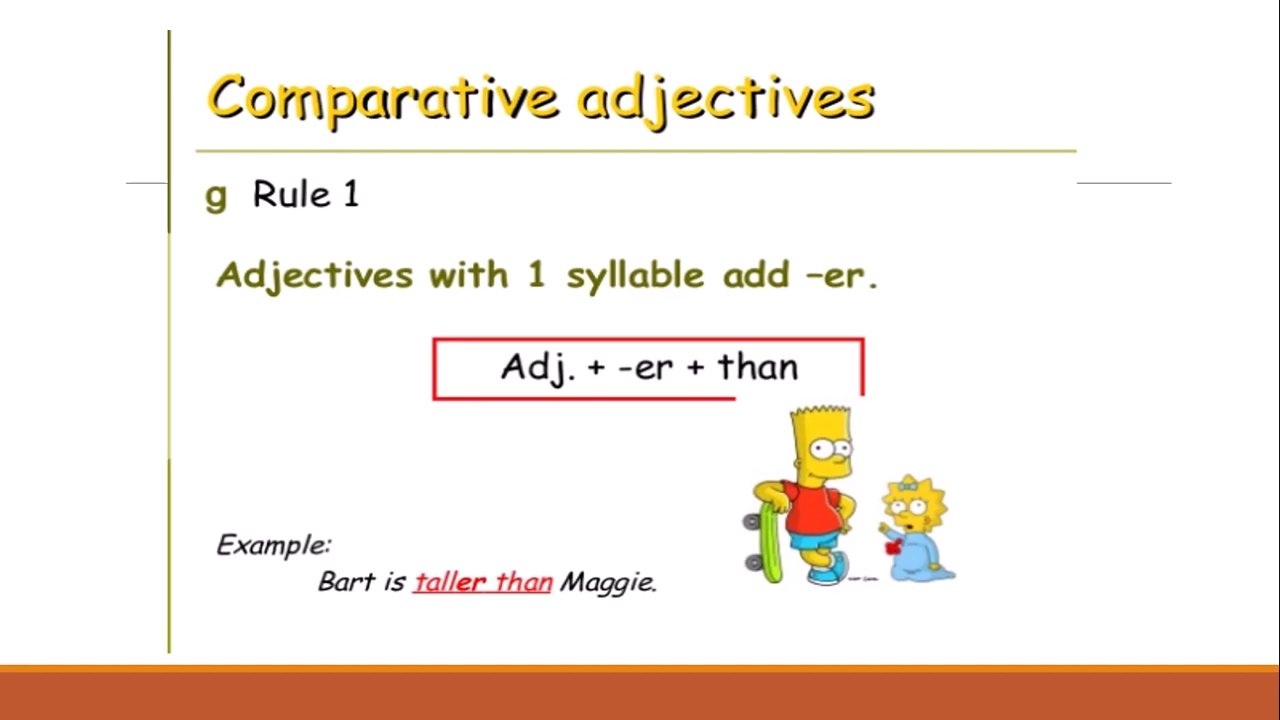 Comparative adjectives
g Rule 1
Adjectives with 1 syllable add –er.
Adj. + -er + than
Example:
Bart is taller than Maggie.